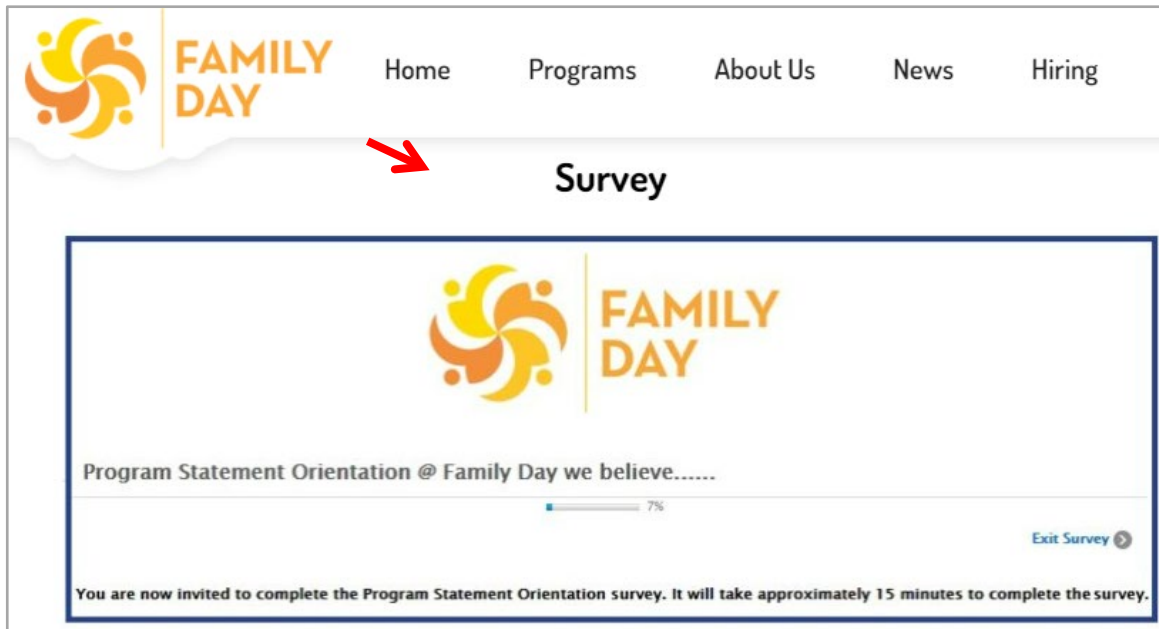 FAMILY
DAY
Home Programs About Us News Hiring
Survey
FAMILY
DAY
Program Statement Orientation @ Family Day we believe......
7%
Exit Survey
You are now invited to complete the Program Statement Orientation survey. It will take approximately 15 minutes to complete the survey.